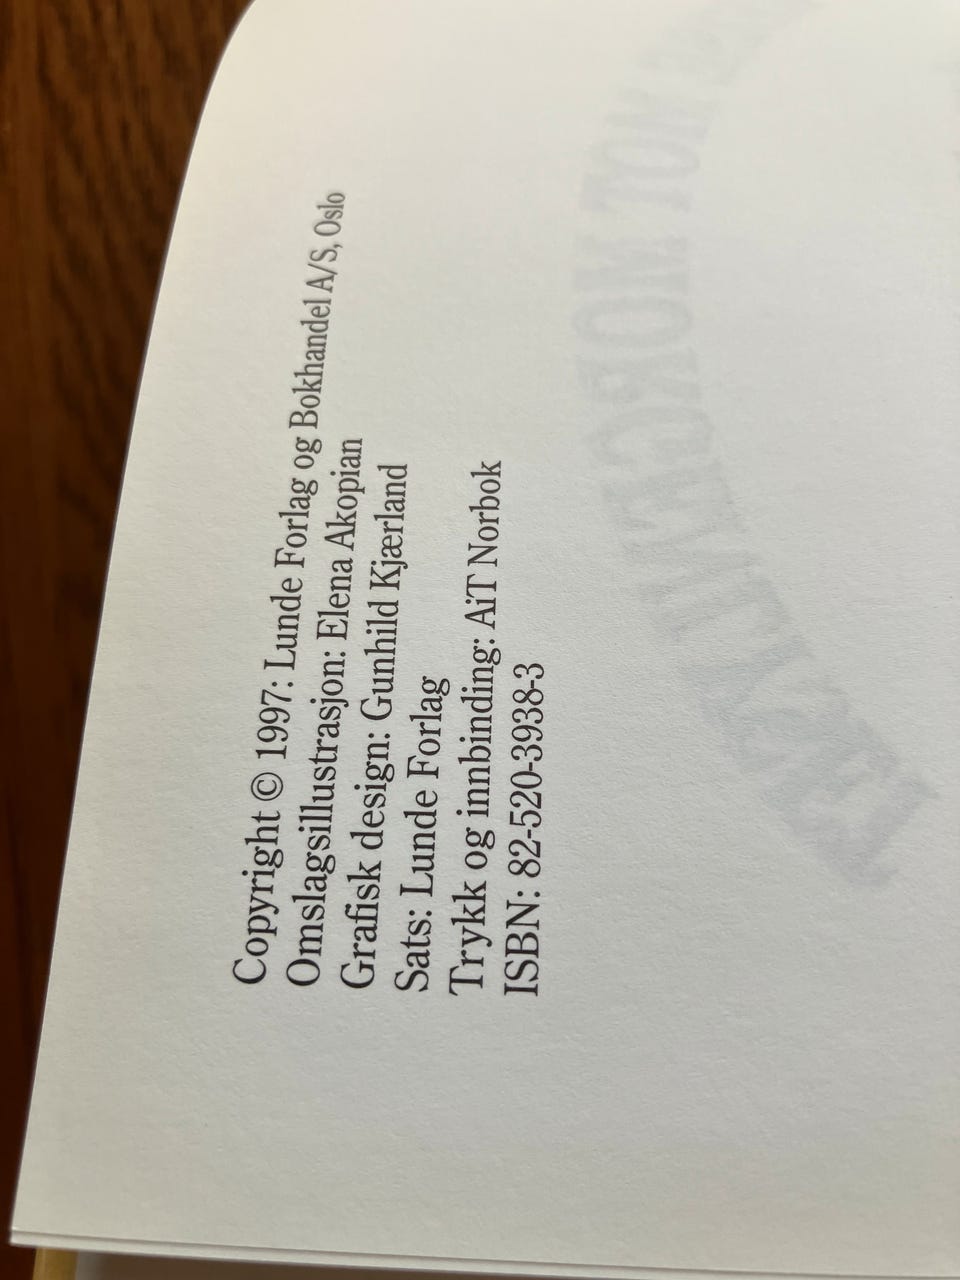 Copyright © 1997: Lunde Forlag og Bokhandel A/S, Oslo
Omslagsillustrasjon: Elena Akopian
Grafisk design: Gunhild Kjærland
Sats: Lunde Forlag
Trykk og innbinding: AiT Norbok
ISBN: 82-520-3938-3